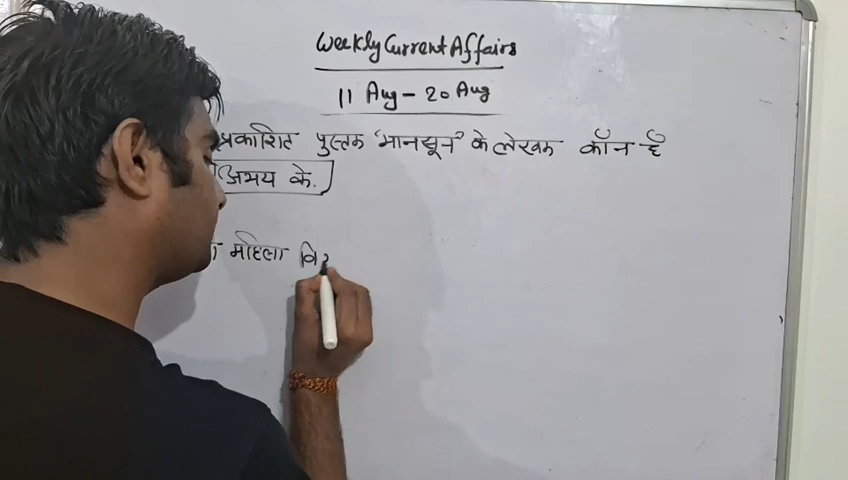 Weekly Current Affairs
11 Aug - 20 Aug
प्रकाशित पुस्तक "मानसून" के लेखक कौन है
अभय के.
महिला वि